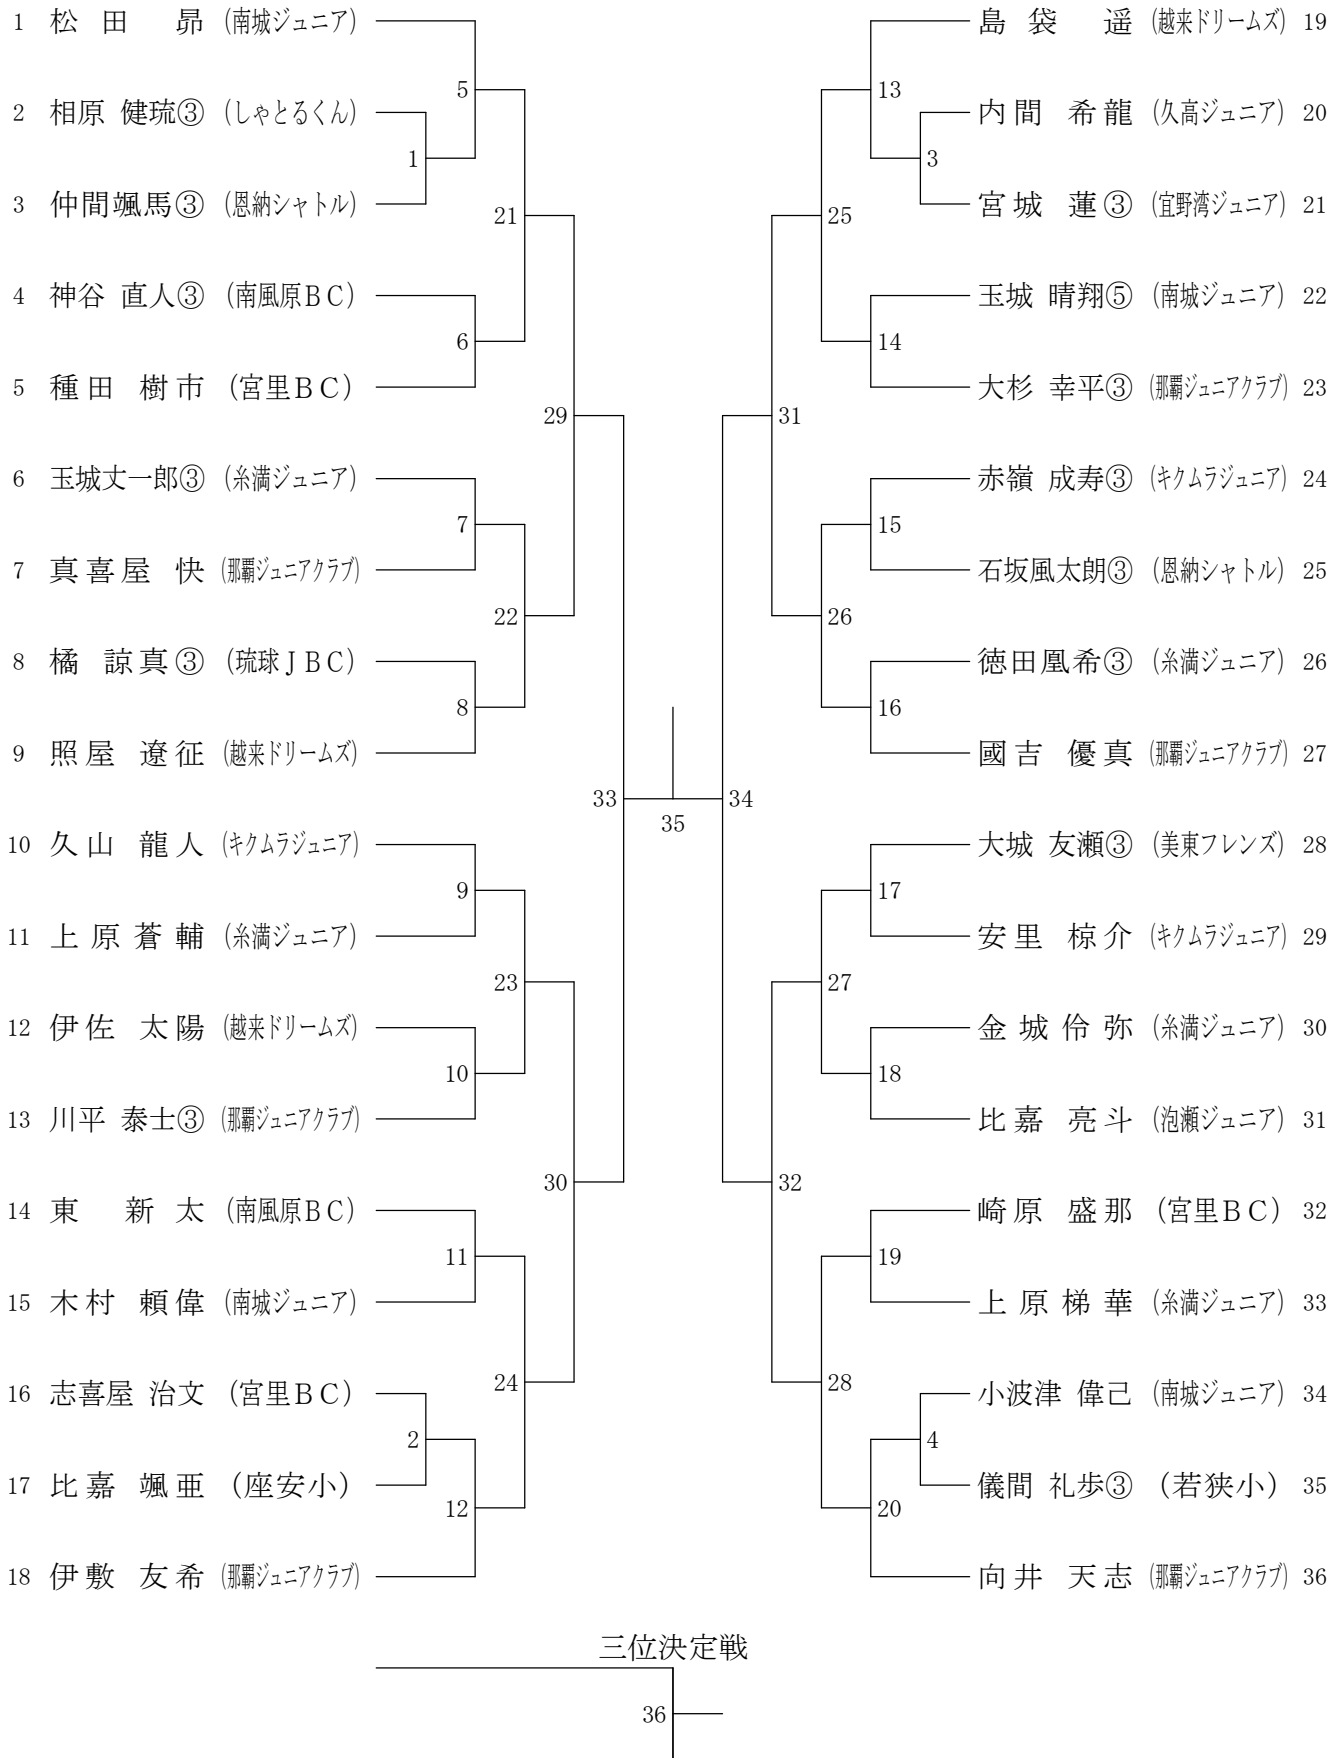 1 松田 昴 (南城ジュニア)
2 相原 健琉③ (しゃとるくん)
3 仲間颯馬③ (恩納シャトル)
4 神谷 直人③ (南風原BC)
5 種田 樹市 (宮里BC)
6 玉城丈一郎③ (糸満ジュニア)
7 真喜屋 快 (那覇ジュニアクラブ)
8 橘 諒真③ (琉球JBC)
9 照屋 遼征 (越来ドリームズ)
10 久山 龍人 (キクムラジュニア)
11 上原蒼輔 (糸満ジュニア)
12 伊佐 太陽 (越来ドリームズ)
13 川平 泰士③ (那覇ジュニアクラブ)
14 東 新太 (南風原BC)
15 木村 頼偉 (南城ジュニア)
16 志喜屋 治文 (宮里BC)
17 比嘉 颯亜 (座安小)
18 伊敷 友希 (那覇ジュニアクラブ)
1
2
5
6
7
8
9
10
11
12
21
22
23
24
29
30
33
35
34
31
32
25
26
27
28
13
14
15
16
17
18
19
20
3
4
島袋 遥 (越来ドリームズ) 19
内間 希龍 (久高ジュニア) 20
宮城 蓮③ (宜野湾ジュニア) 21
玉城 晴翔⑤ (南城ジュニア) 22
大杉 幸平③ (那覇ジュニアクラブ) 23
赤嶺 成寿③ (キクムラジュニア) 24
石坂風太朗③ (恩納シャトル) 25
徳田凰希③ (糸満ジュニア) 26
國吉 優真 (那覇ジュニアクラブ) 27
大城 友瀬③ (美東フレンズ) 28
安里 椋介 (キクムラジュニア) 29
金城伶弥 (糸満ジュニア) 30
比嘉 亮斗 (泡瀬ジュニア) 31
崎原 盛那 (宮里BC) 32
上原梯華 (糸満ジュニア) 33
小波津 偉己 (南城ジュニア) 34
儀間 礼歩③ (若狭小) 35
向井 天志 (那覇ジュニアクラブ) 36
三位決定戦
36